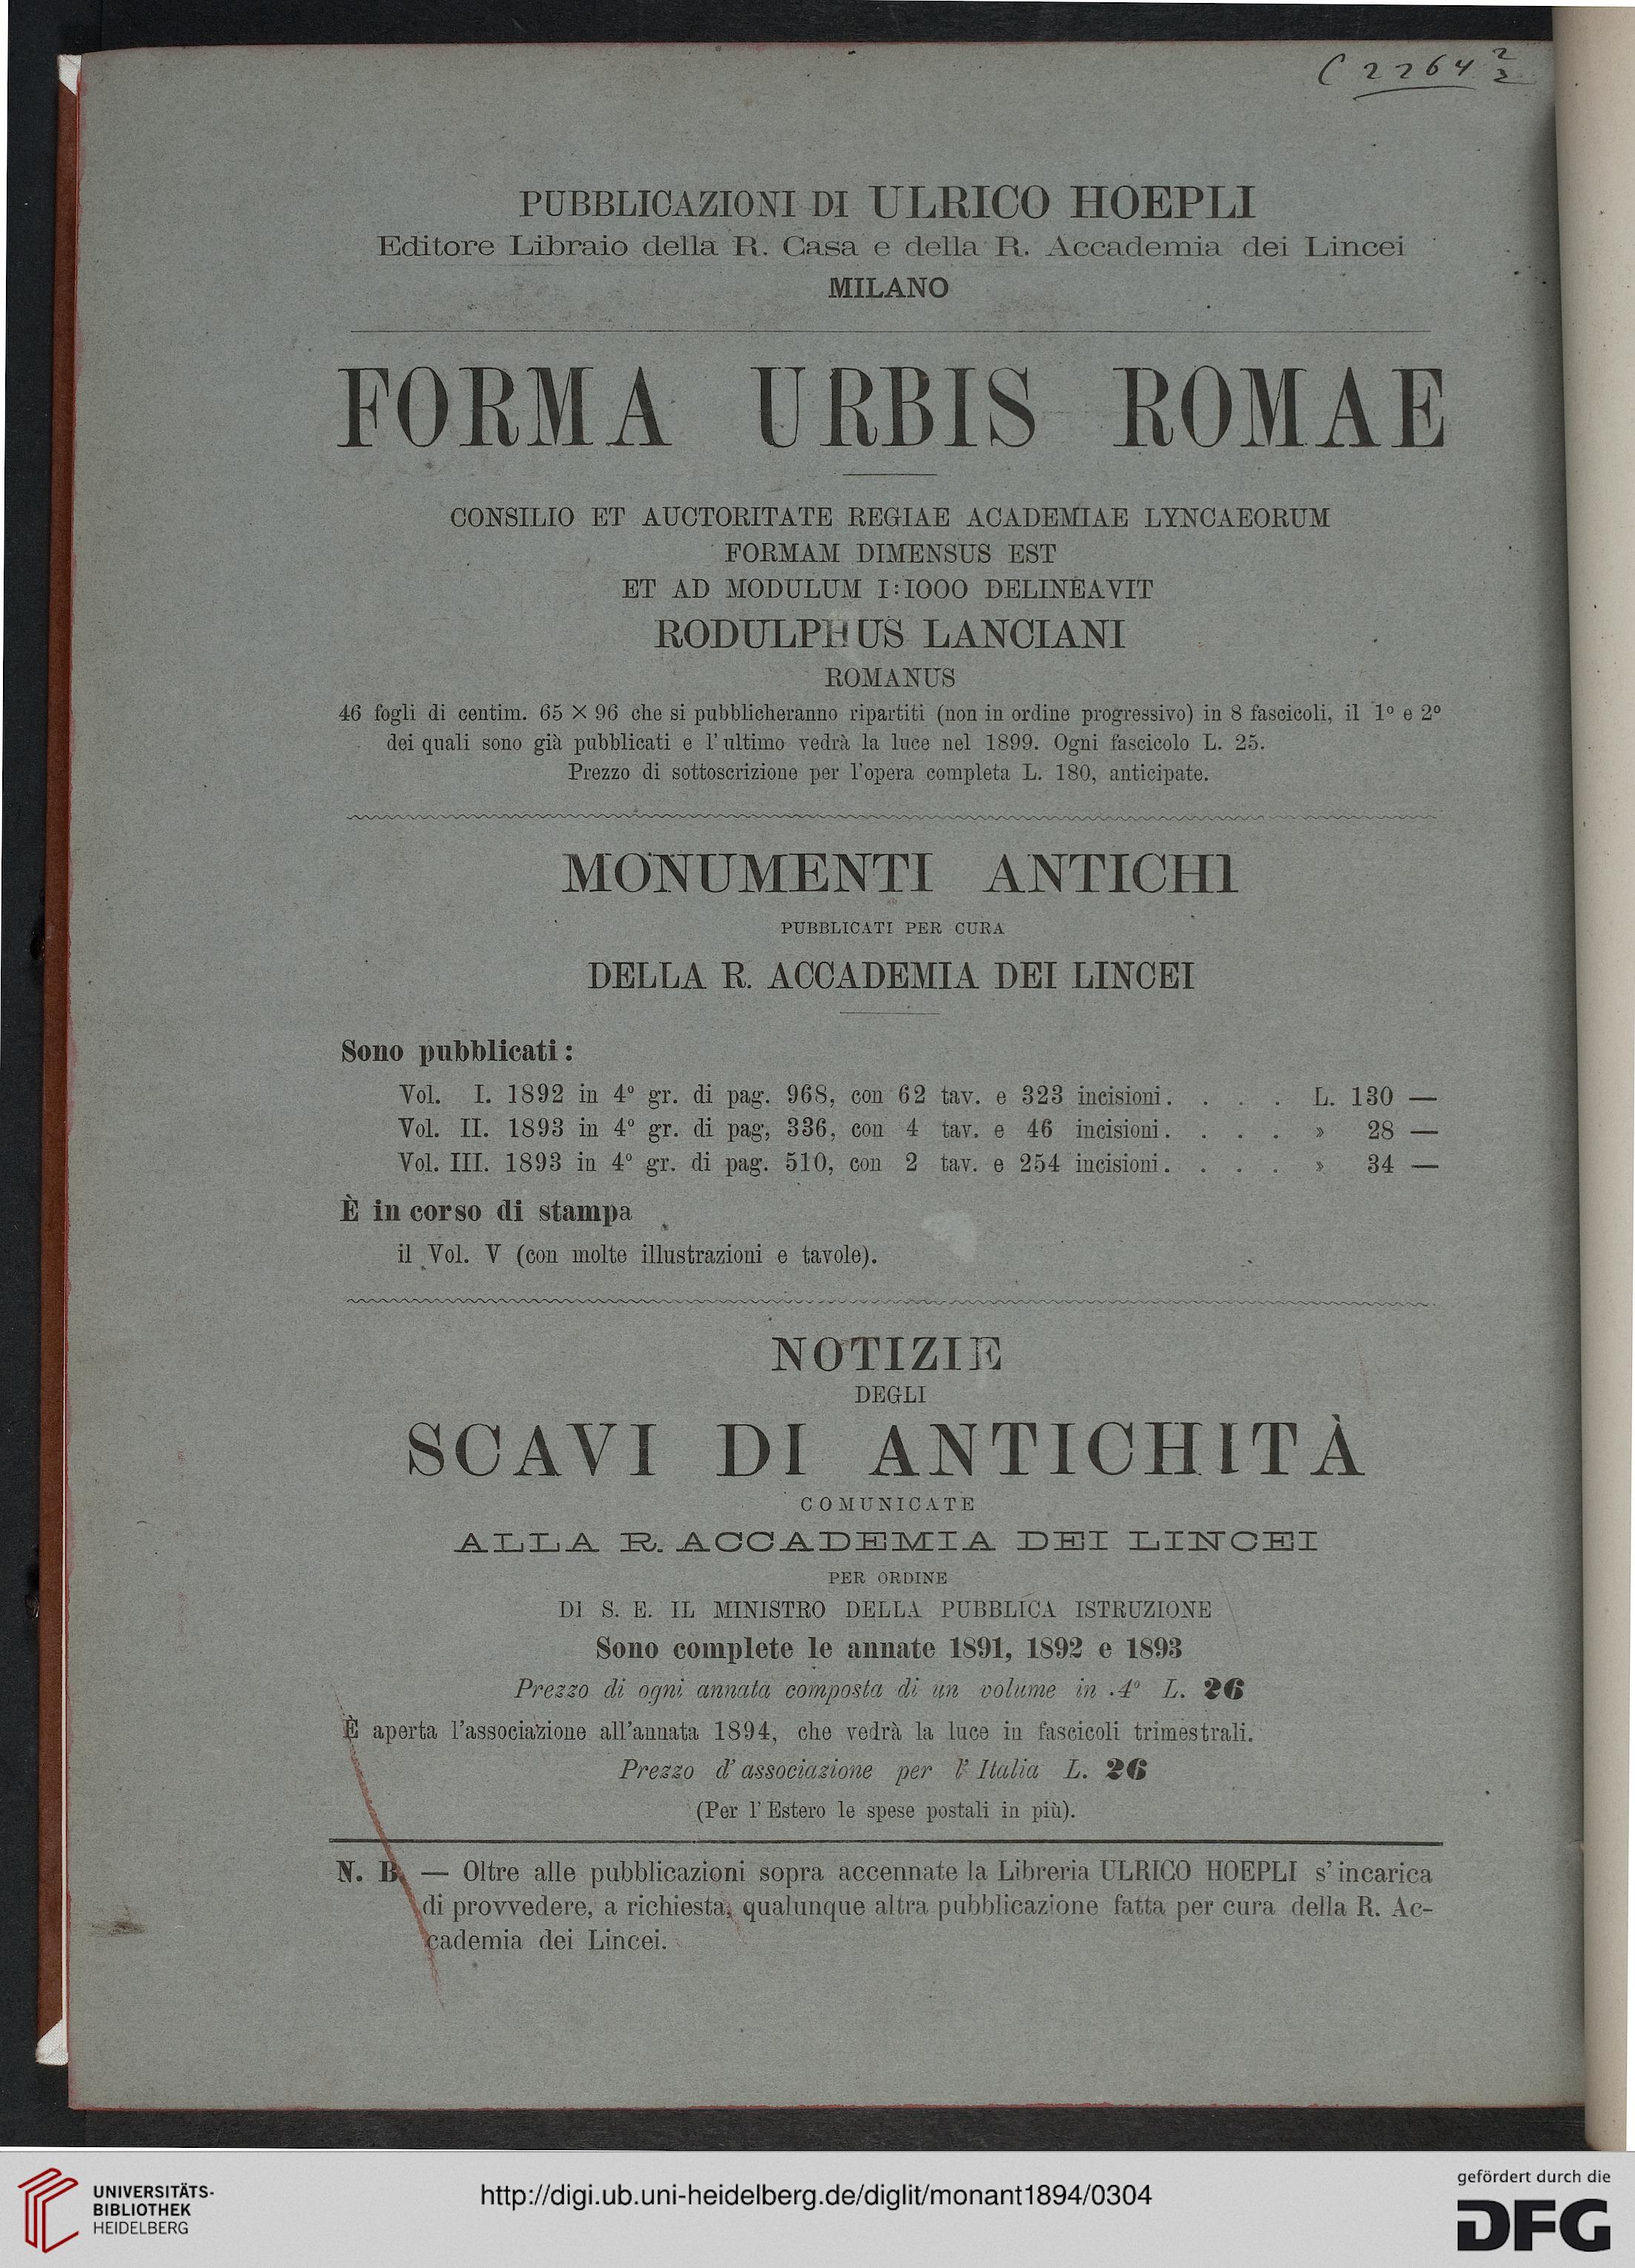 C 2264 2/2
PUBBLICAZIONI DI ULRICO HOEPLI
Editore Libraio della R. Casa e della R. Accademia dei Lincei
MILANO
FORMA URBIS ROMAE
CONSILIO ET AUCTORITATE REGIAE ACADEMIAE LYNCAEORUM
FORMAM DIMENSUS EST
ET AD MODULUM I:IOOO DELINEAVIT
RODULPHUS LANCIANI
ROMANUS
46 fogli di centim. 65 × 96 che si pubblicheranno ripartiti (non in ordine progressivo) in 8 fascicoli, il 1º e 2º
dei quali sono già pubblicati e l'ultimo vedrà la luce nel 1899. Ogni fascicolo L. 25.
Prezzo di sottoscrizione per l'opera completa L. 180, anticipate.
MONUMENTI ANTICHI
PUBBLICATI PER CURA
DELLA R. ACCADEMIA DEI LINCEI
Sono pubblicati:
Vol. I. 1892 in 4º gr. di pag. 968, con 62 tav. e 323 incisioni. . . . L. 130 —
Vol. II. 1893 in 4º gr. di pag, 336, con 4 tav. e 46 incisioni. . . . » 28 —
Vol. III. 1893 in 4º gr. di pag. 510, con 2 tav. e 254 incisioni. . . . » 34 —
È in corso di stampa
il Vol. V (con molte illustrazioni e tavole).
NOTIZIE
DEGLI
SCAVI DI ANTICHITÀ
COMUNICATE
ALLA R. ACCADEMIA DEI LINCEI
PER ORDINE
DI S. E. IL MINISTRO DELLA PUBBLICA ISTRUZIONE
Sono complete le annate 1891, 1892 e 1893
Prezzo di ogni annata composta di un volume in 4º L. 26
È aperta l'associazione all'annata 1894, che vedrà la luce in fascicoli trimestrali.
Prezzo d'associazione per l'Italia L. 26
(Per l'Estero le spese postali in più).
N. B. — Oltre alle pubblicazioni sopra accennate la Libreria ULRICO HOEPLI s'incarica
di provvedere, a richiesta, qualunque altra pubblicazione fatta per cura della R. Ac-
cademia dei Lincei.
UNIVERSITÄTS-
BIBLIOTHEK
HEIDELBERG
http://digi.ub.uni-heidelberg.de/diglit/monant1894/0304
gefördert durch die
DFG